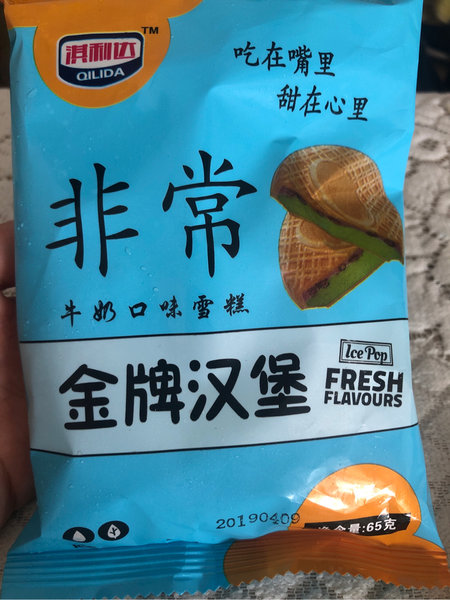 淇利达
QILIDA
TM
吃在嘴里
甜在心里
非常
牛奶口味雪糕
Ice Pop
金牌汉堡
FRESH
FLAVOURS
20190409
净含量:65克